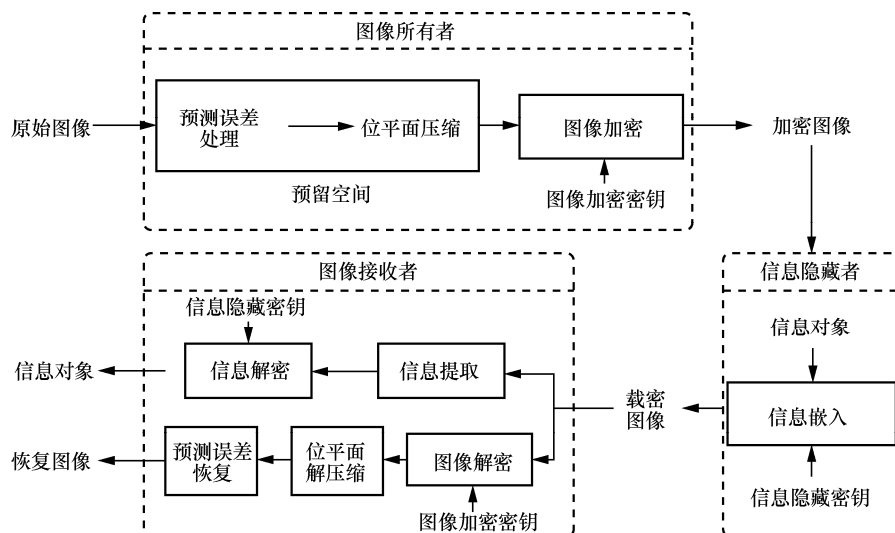 图像所有者
原始图像
预测误差
处理
位平面压缩
图像加密
加密图像
预留空间
图像加密密钥
图像接收者
信息隐藏者
信息隐藏密钥
信息对象
信息对象
信息解密
信息提取
载密
图像
信息嵌入
恢复图像
预测误差
恢复
位平面
解压缩
图像解密
信息隐藏密钥
图像加密密钥